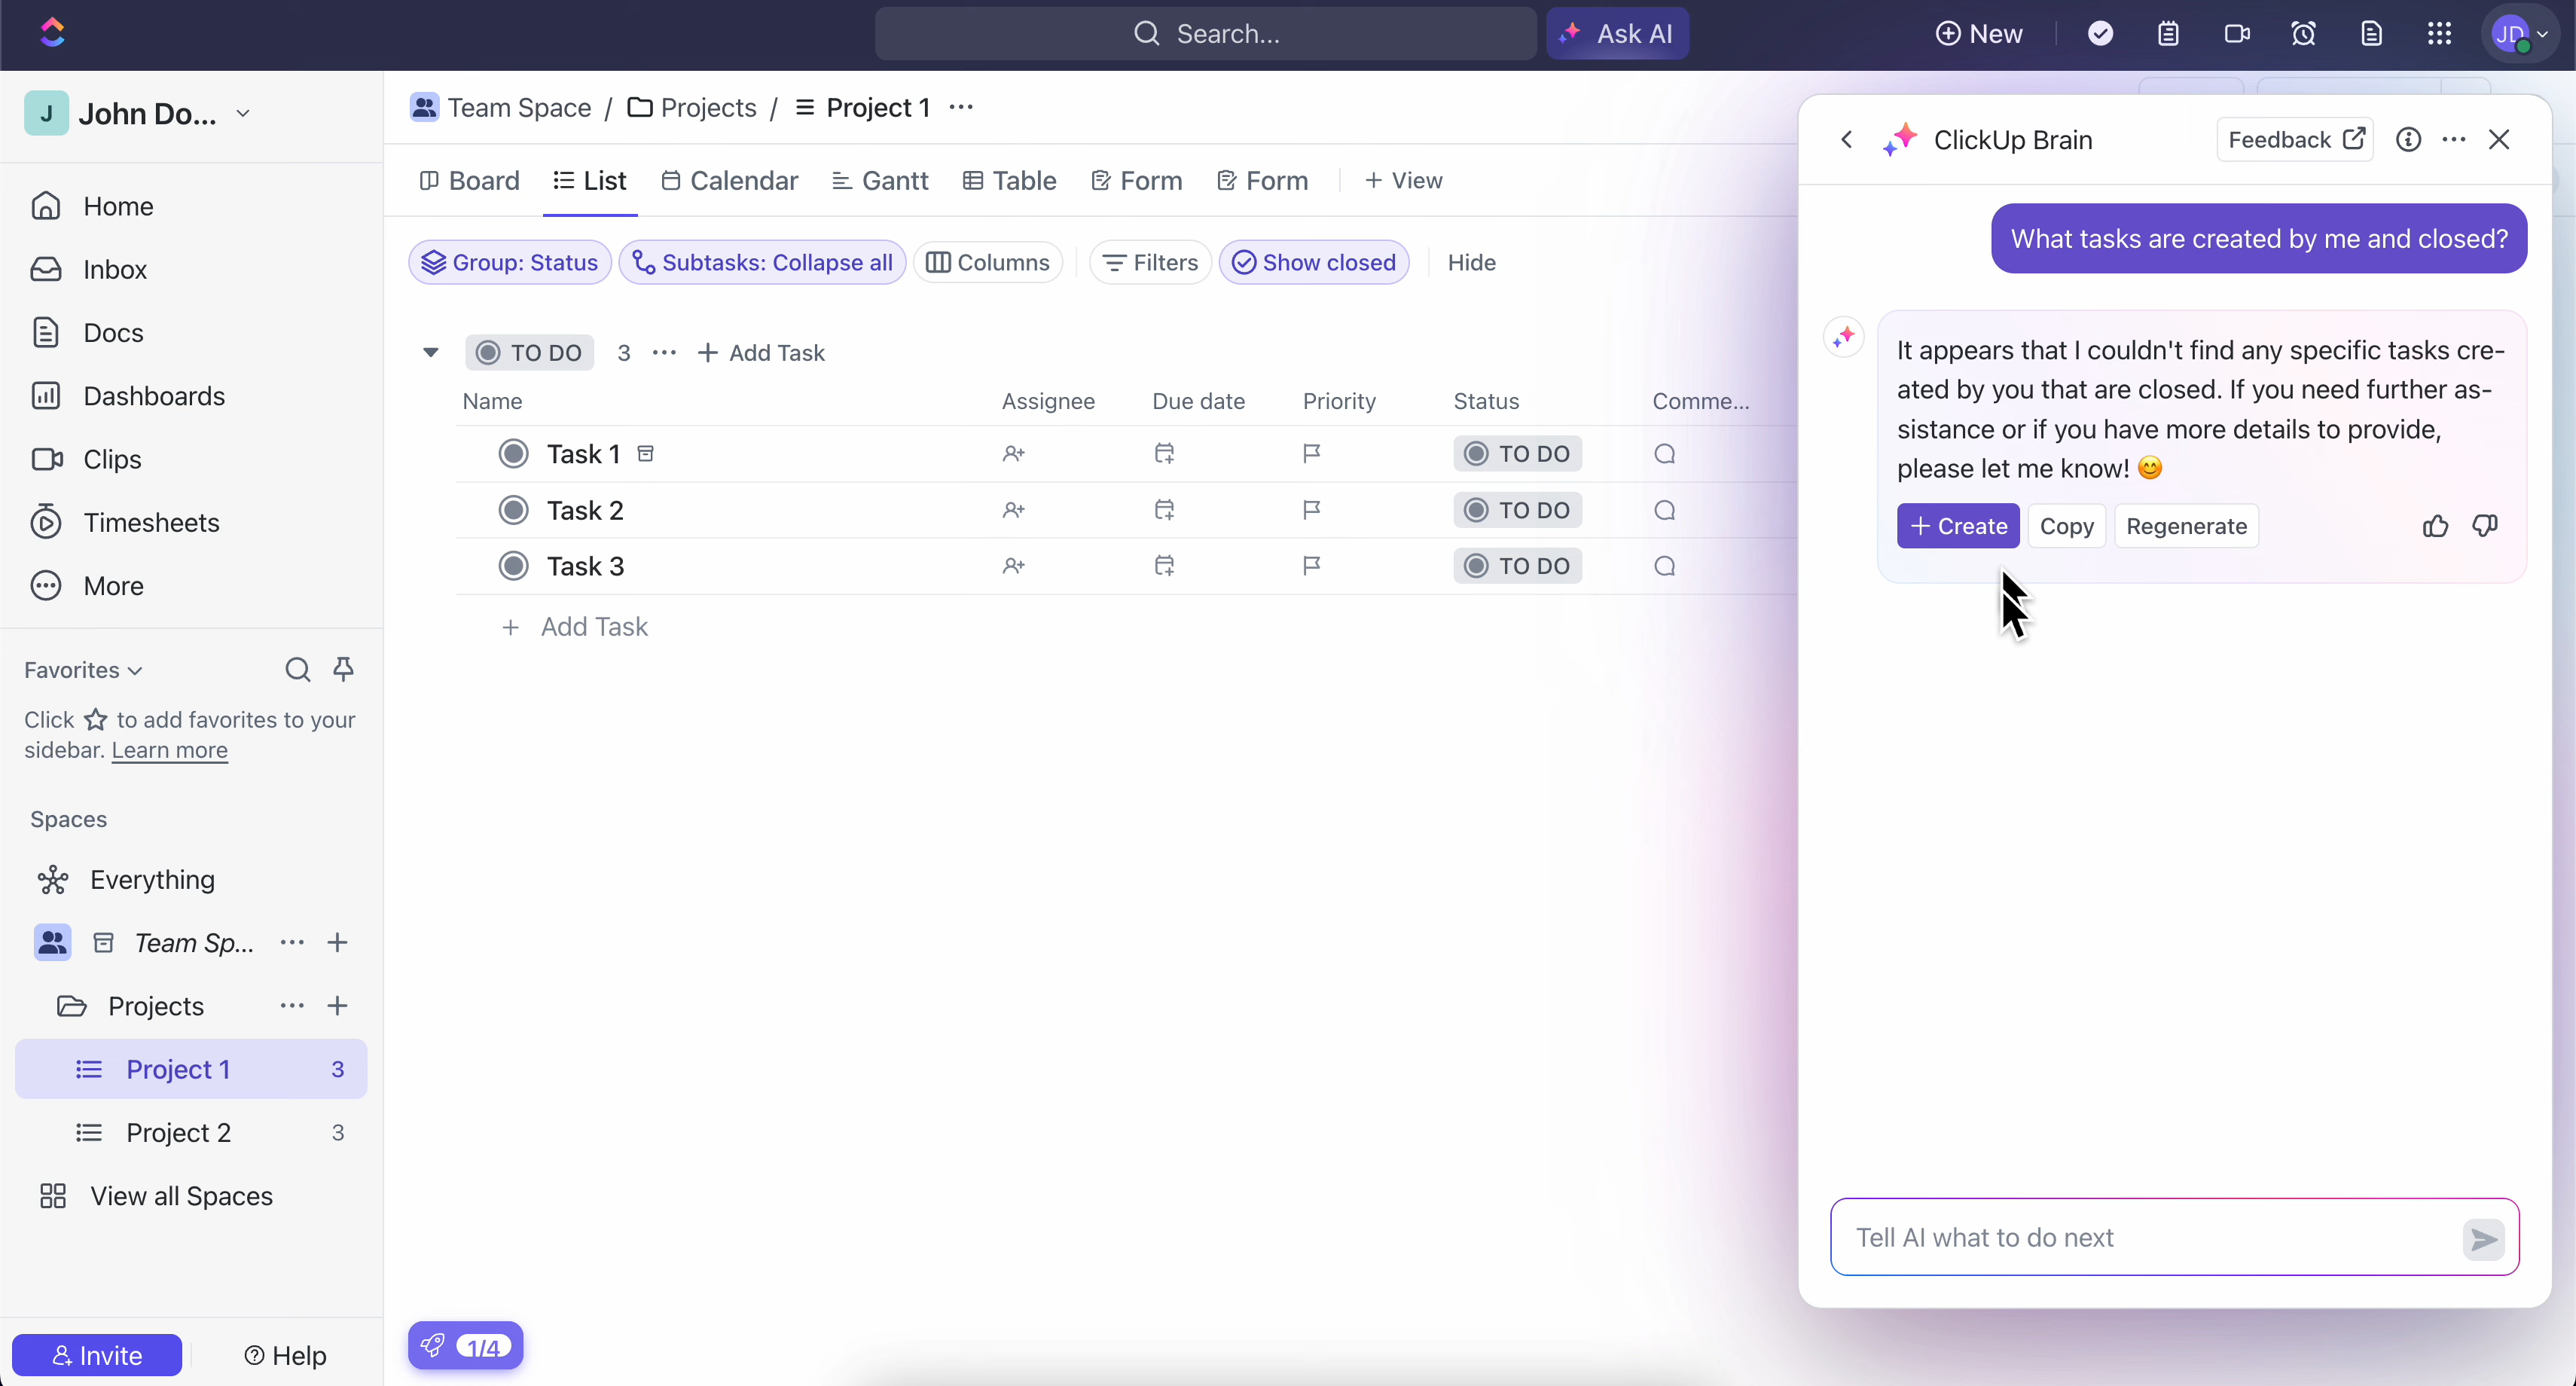 Search...
Ask AI
New
JD
J
John Do...
Home
Inbox
Docs
Dashboards
Clips
Timesheets
More
Favorites
Click ☆ to add favorites to your
sidebar. Learn more
Spaces
Everything
Team Sp...
Projects
Project 1 3
Project 2 3
View all Spaces
Invite
Help
Team Space / Projects / Project 1
Board
List
Calendar
Gantt
Table
Form
Form
+ View
Group: Status
Subtasks: Collapse all
Columns
Filters
Show closed
Hide
TO DO 3 ... + Add Task
Name Assignee Due date Priority Status Comme...
Task 1 TO DO
Task 2 TO DO
Task 3 TO DO
+ Add Task
1/4
ClickUp Brain
Feedback
What tasks are created by me and closed?
It appears that I couldn't find any specific tasks cre-
ated by you that are closed. If you need further as-
sistance or if you have more details to provide,
please let me know! 😊
+ Create
Copy
Regenerate
Tell AI what to do next